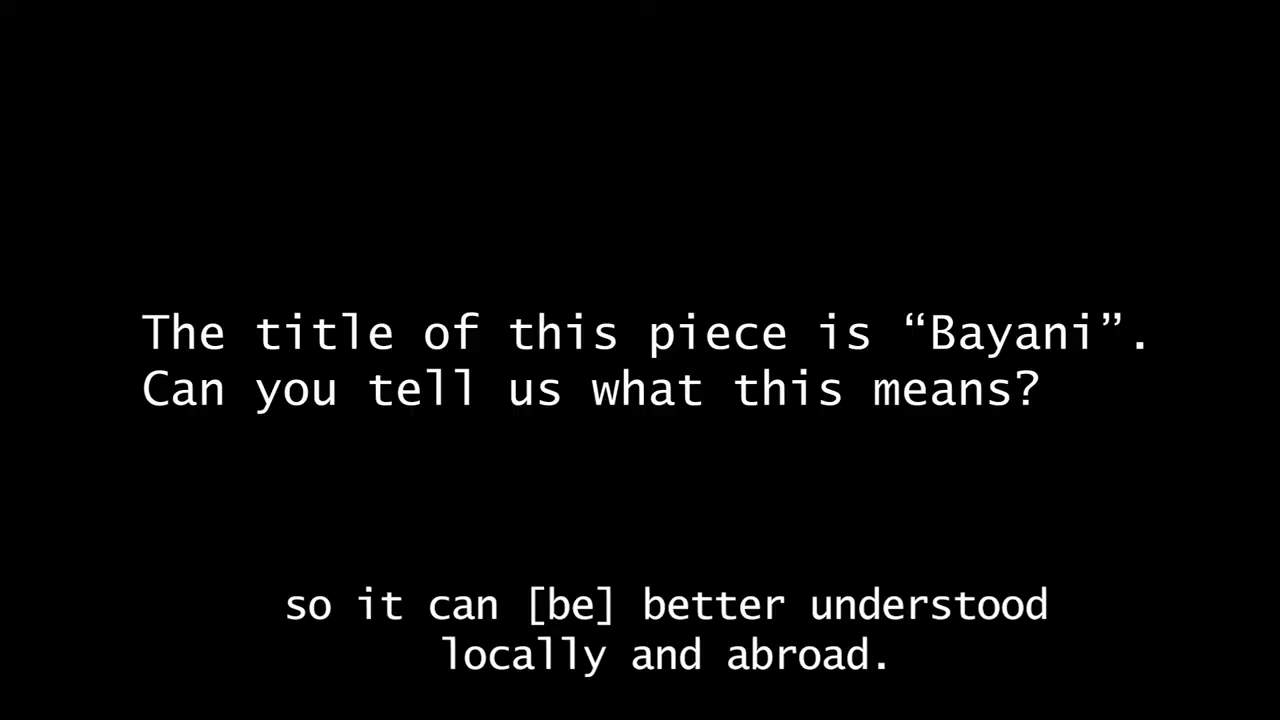 The title of this piece is “Bayani”.
Can you tell us what this means?
so it can [be] better understood
locally and abroad.